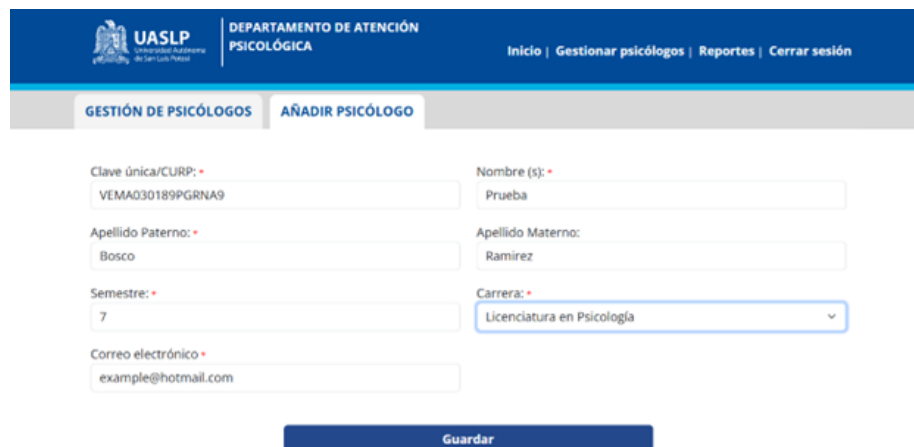 UASLP
Universidad Autónoma
de San Luis Potosí
DEPARTAMENTO DE ATENCIÓN
PSICOLÓGICA
Inicio | Gestionar psicólogos | Reportes | Cerrar sesión
GESTIÓN DE PSICÓLOGOS AÑADIR PSICÓLOGO
Clave única/CURP: * Nombre (s): *
VEMA030189PGRNA9 Prueba
Apellido Paterno: * Apellido Materno:
Bosco Ramirez
Semestre: * Carrera: *
7 Licenciatura en Psicología
Correo electrónico *
example@hotmail.com
Guardar